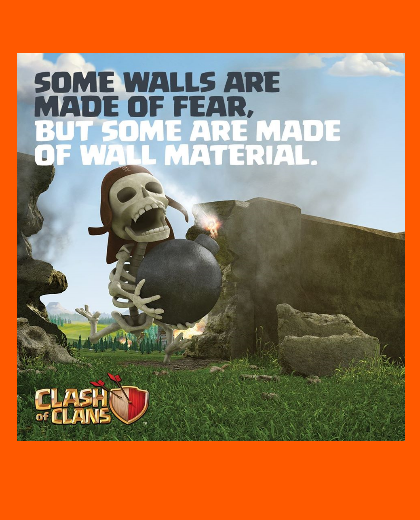 SOME WALLS ARE
MADE OF FEAR,
BUT SOME ARE MADE
OF WALL MATERIAL.
CLASH
OF CLANS